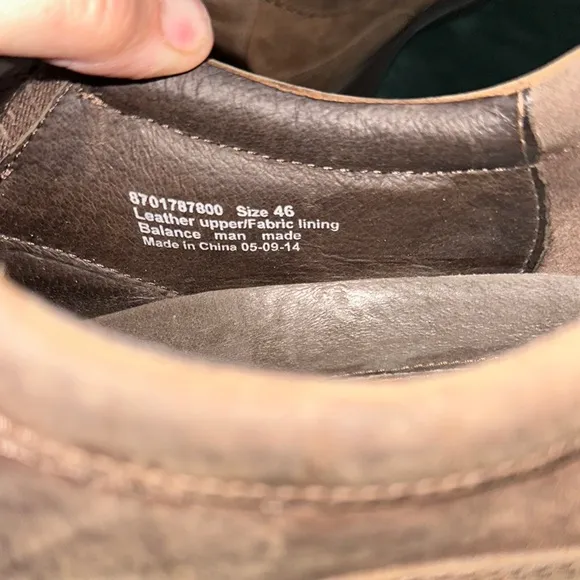 8701787800 Size 46
Leather upper/Fabric lining
Balance man made
Made in China 05-09-14